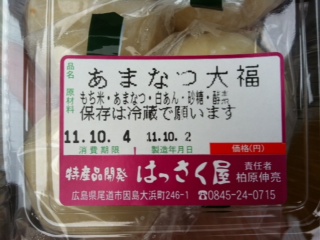 品名 あまなつ大福
原材料 もち米・あまなつ・白あん・砂糖・酵素
保存は冷蔵で願います
11.10. 4 11.10. 2
消費期限 製造年月日 価格(円)
特産品開発 はっさく屋 責任者 柏原伸亮
広島県尾道市因島大浜町246-1 ☎0845-24-0715